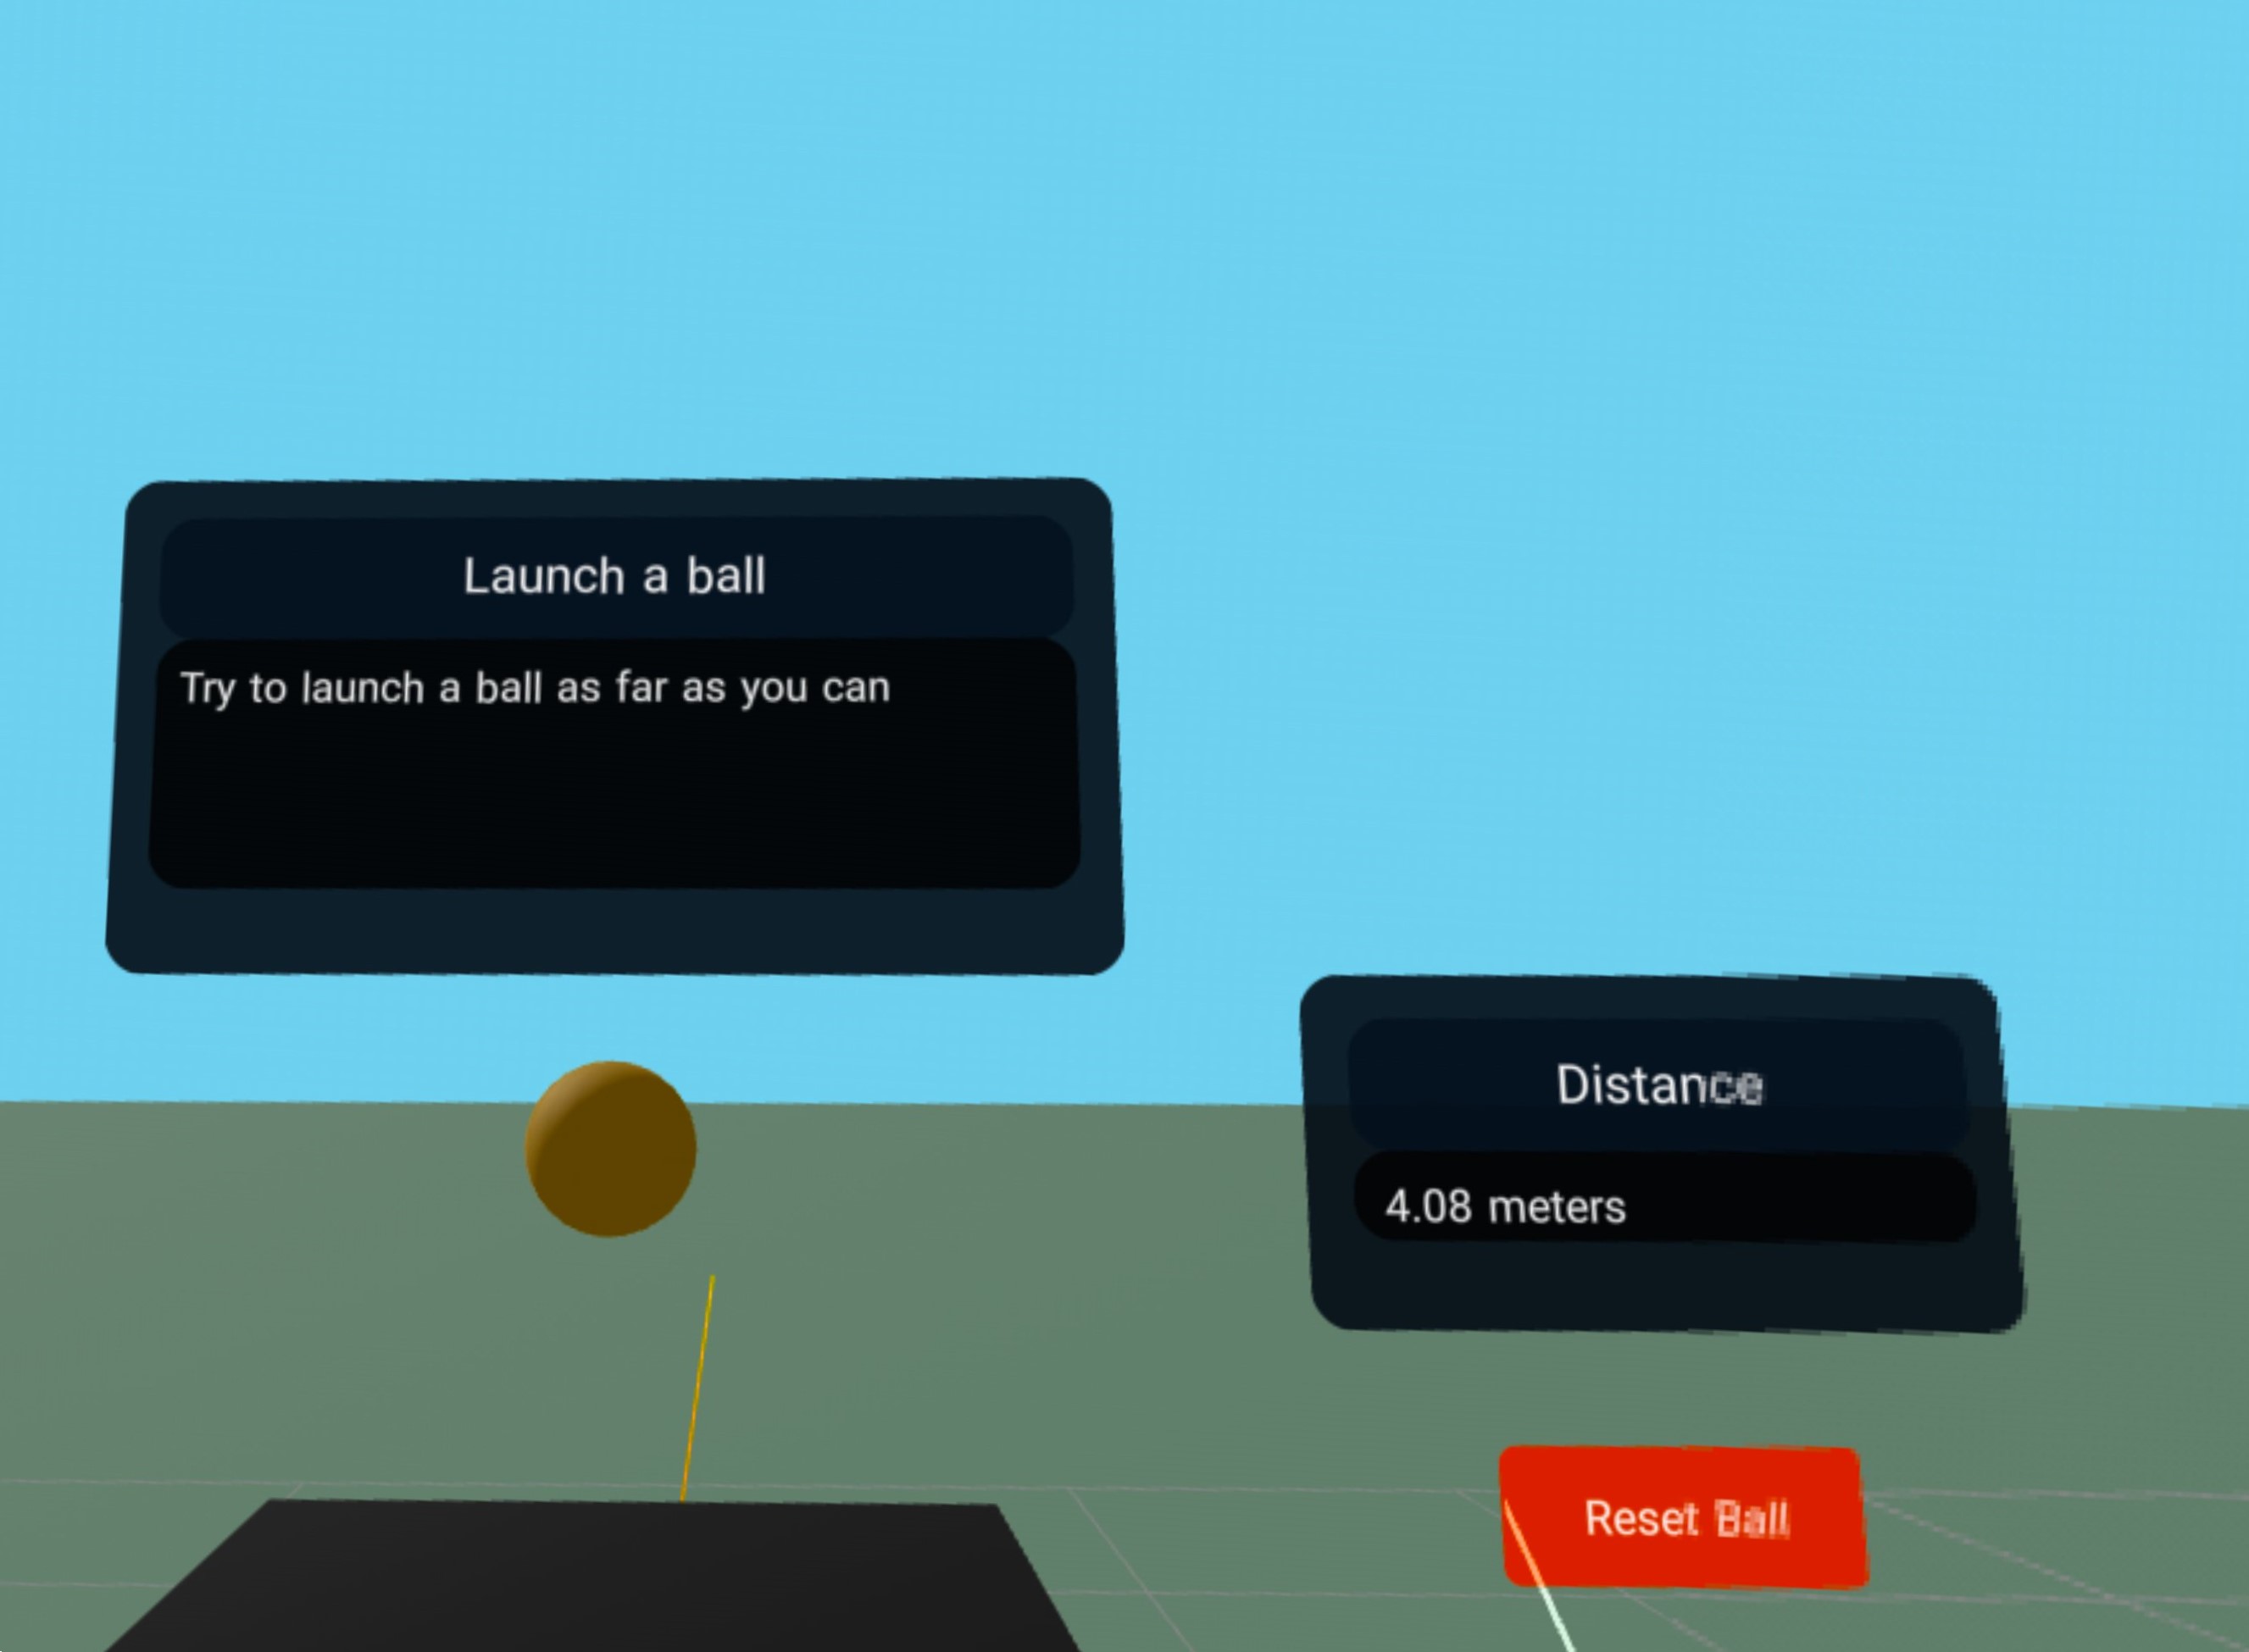 Launch a ball
Try to launch a ball as far as you can
Distance
4.08 meters
Reset Ball